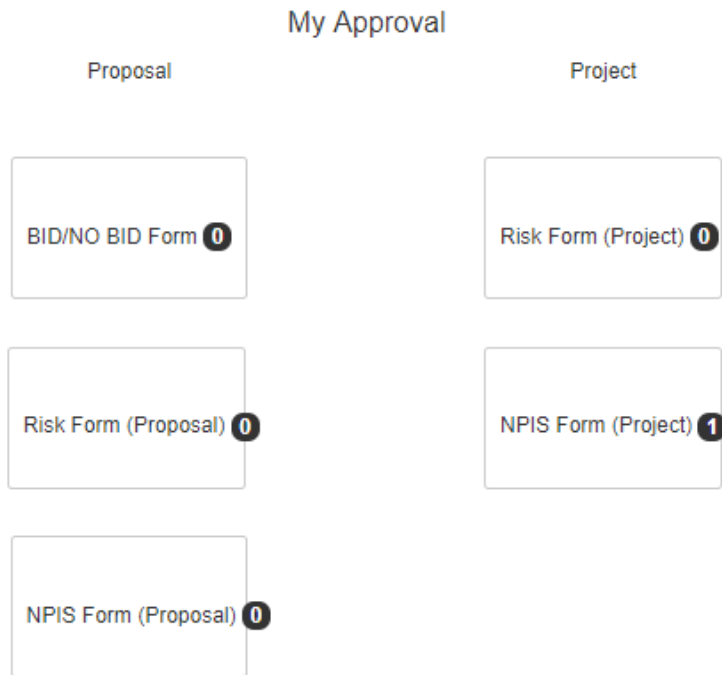 My Approval
Proposal
Project
BID/NO BID Form 0
Risk Form (Project) 0
Risk Form (Proposal) 0
NPIS Form (Project) 1
NPIS Form (Proposal) 0